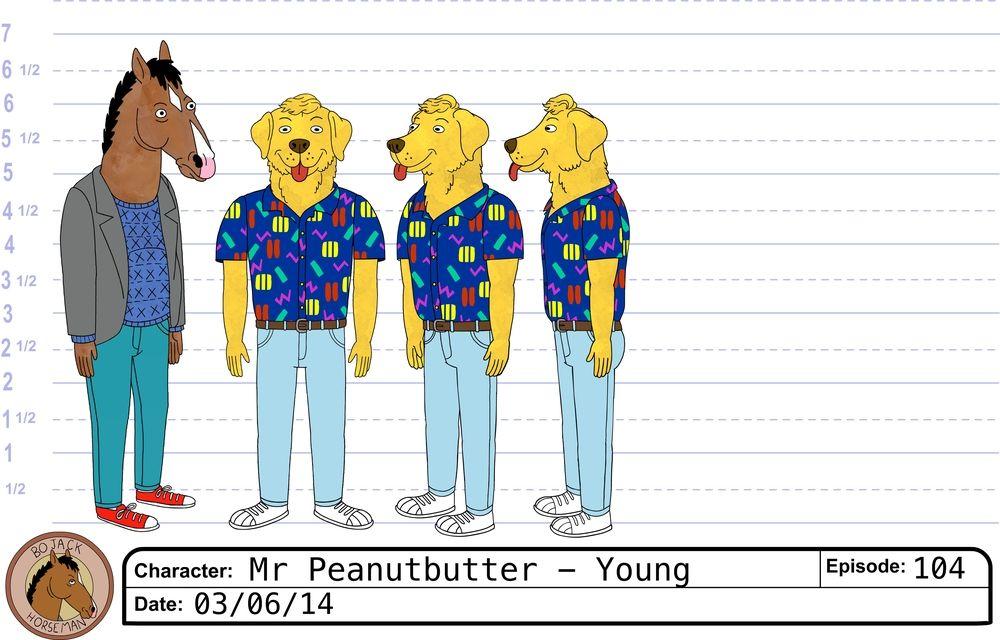 7
6 1/2
6
5 1/2
5
4 1/2
4
3 1/2
3
2 1/2
2
1 1/2
1
1/2
BOJACK
HORSEMAN
Character: Mr Peanutbutter - Young
Episode: 104
Date: 03/06/14